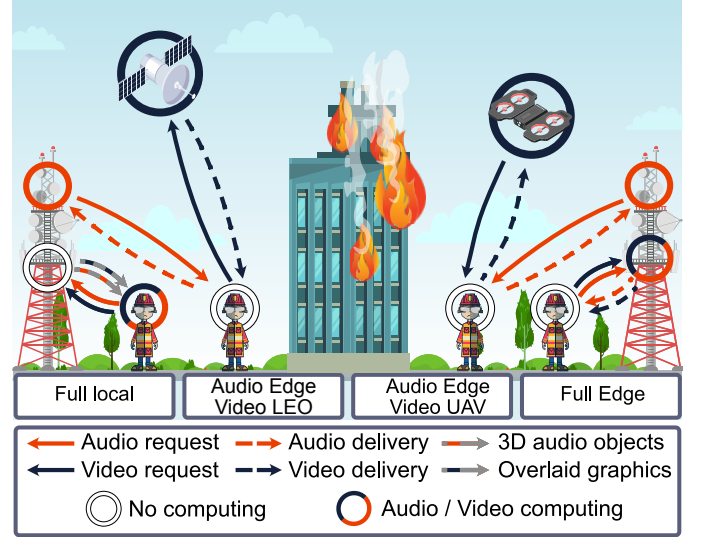 Full local
Audio Edge
Video LEO
Audio Edge
Video UAV
Full Edge
Audio request
Audio delivery
3D audio objects
Video request
Video delivery
Overlaid graphics
No computing
Audio / Video computing